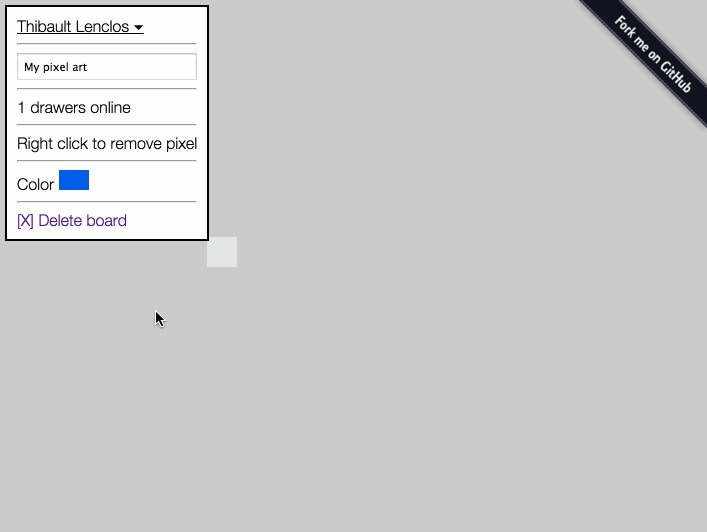 Thibault Lenclos
My pixel art
1 drawers online
Right click to remove pixel
Color
[X] Delete board
Fork me on GitHub